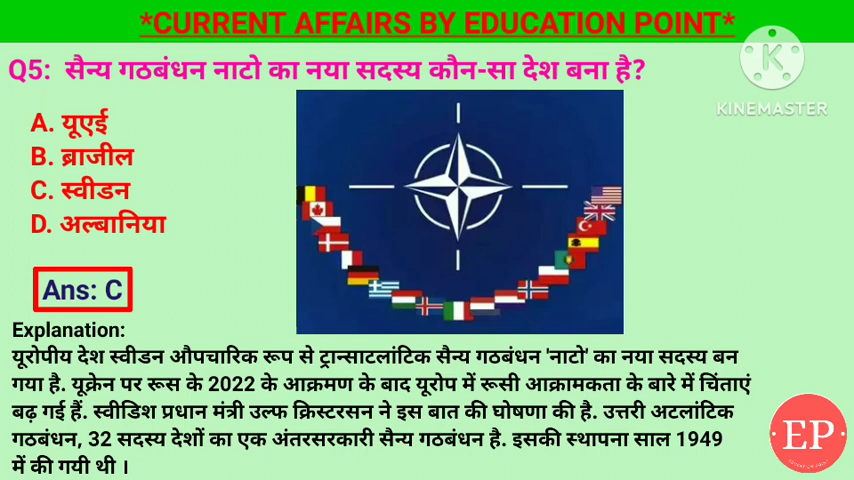 *CURRENT AFFAIRS BY EDUCATION POINT*
Q5: सैन्य गठबंधन नाटो का नया सदस्य कौन-सा देश बना है?
KINEMASTER
A. यूएई
B. ब्राजील
C. स्वीडन
D. अल्बानिया
Ans: C
Explanation:
यूरोपीय देश स्वीडन औपचारिक रूप से ट्रान्साटलांटिक सैन्य गठबंधन 'नाटो' का नया सदस्य बन
गया है. यूक्रेन पर रूस के 2022 के आक्रमण के बाद यूरोप में रूसी आक्रामकता के बारे में चिंताएं
बढ़ गई हैं. स्वीडिश प्रधान मंत्री उल्फ क्रिस्टरसन ने इस बात की घोषणा की है. उत्तरी अटलांटिक
गठबंधन, 32 सदस्य देशों का एक अंतरसरकारी सैन्य गठबंधन है. इसकी स्थापना साल 1949
में की गयी थी ।
EP